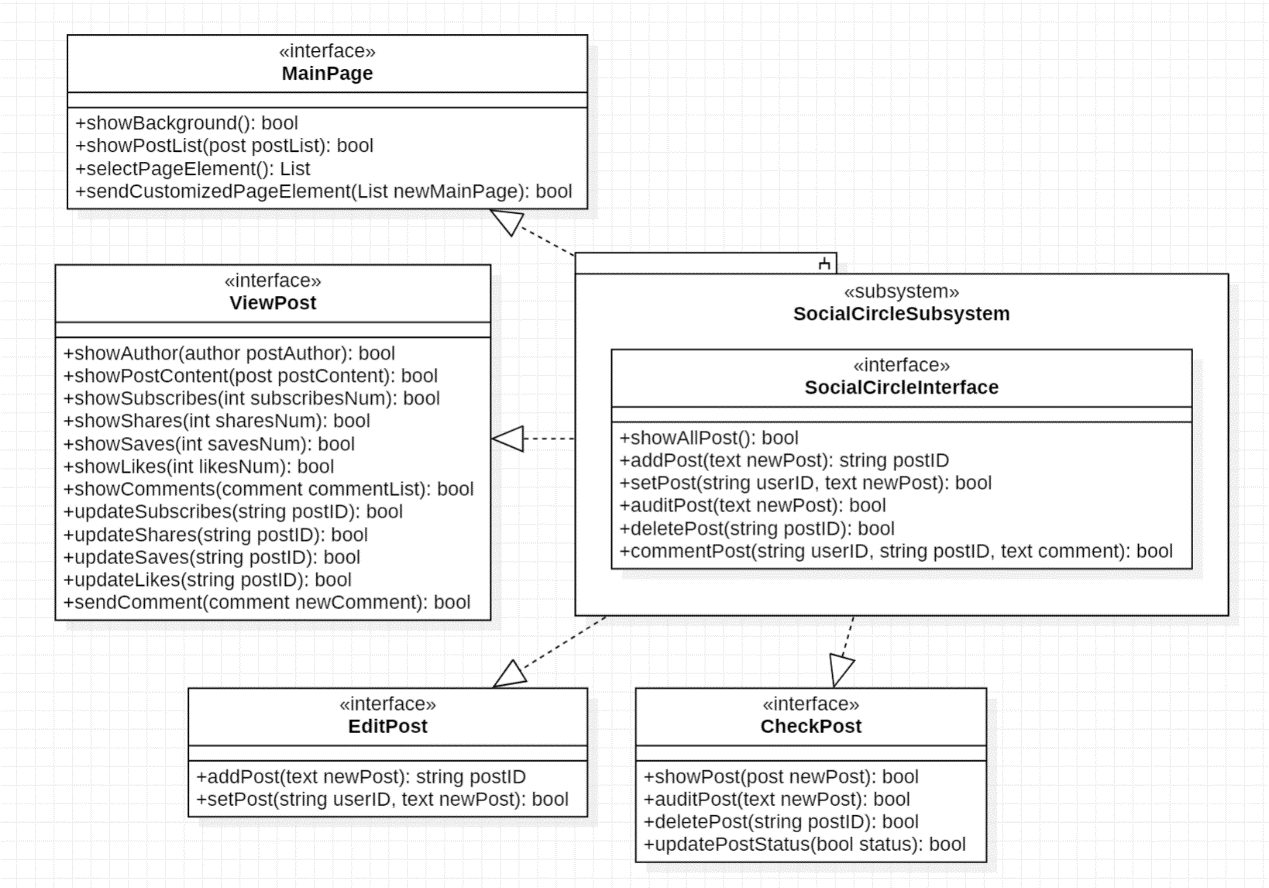 «interface»
MainPage
+showBackground(): bool
+showPostList(post postList): bool
+selectPageElement(): List
+sendCustomizedPageElement(List newMainPage): bool
«interface»
ViewPost
+showAuthor(author postAuthor): bool
+showPostContent(post postContent): bool
+showSubscribes(int subscribesNum): bool
+showShares(int sharesNum): bool
+showSaves(int savesNum): bool
+showLikes(int likesNum): bool
+showComments(comment commentList): bool
+updateSubscribes(string postID): bool
+updateShares(string postID): bool
+updateSaves(string postID): bool
+updateLikes(string postID): bool
+sendComment(comment newComment): bool
«subsystem»
SocialCircleSubsystem
«interface»
SocialCircleInterface
+showAllPost(): bool
+addPost(text newPost): string postID
+setPost(string userID, text newPost): bool
+auditPost(text newPost): bool
+deletePost(string postID): bool
+commentPost(string userID, string postID, text comment): bool
«interface»
EditPost
+addPost(text newPost): string postID
+setPost(string userID, text newPost): bool
«interface»
CheckPost
+showPost(post newPost): bool
+auditPost(text newPost): bool
+deletePost(string postID): bool
+updatePostStatus(bool status): bool